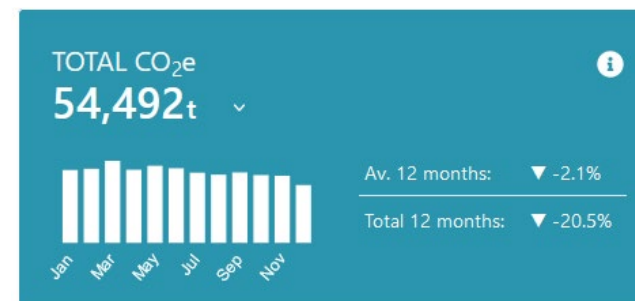 TOTAL CO₂e
54,492t
Av. 12 months: ▼ -2.1%
Total 12 months: ▼ -20.5%
Jan Mar May Jul Sep Nov